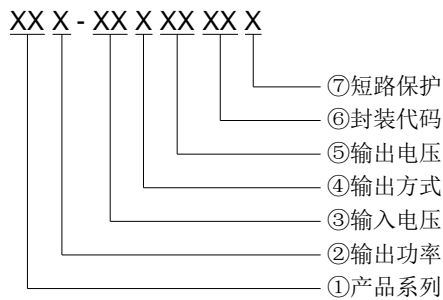 XX X - XX X XX XX X
⑦短路保护
⑥封装代码
⑤输出电压
④输出方式
③输入电压
②输出功率
①产品系列